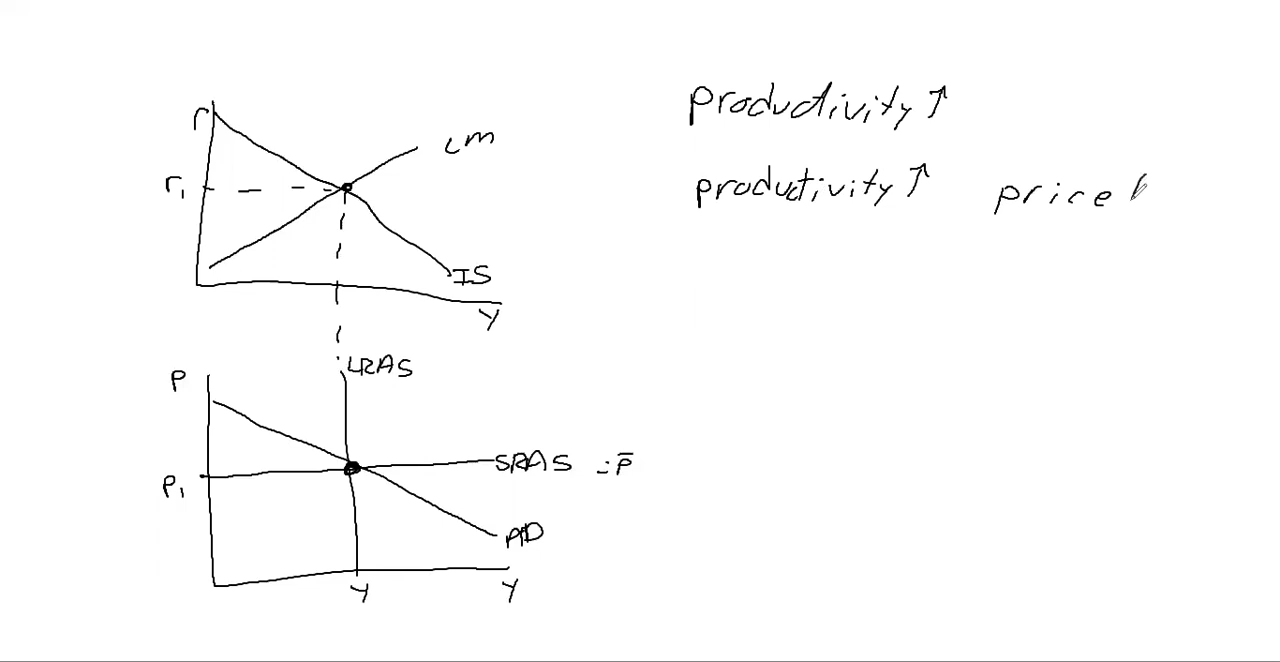 productivity ↑
productivity ↑ price
r
LM
r₁
IS
Y
LRAS
P
SRAS = P̄
P₁
AD
Y
Y